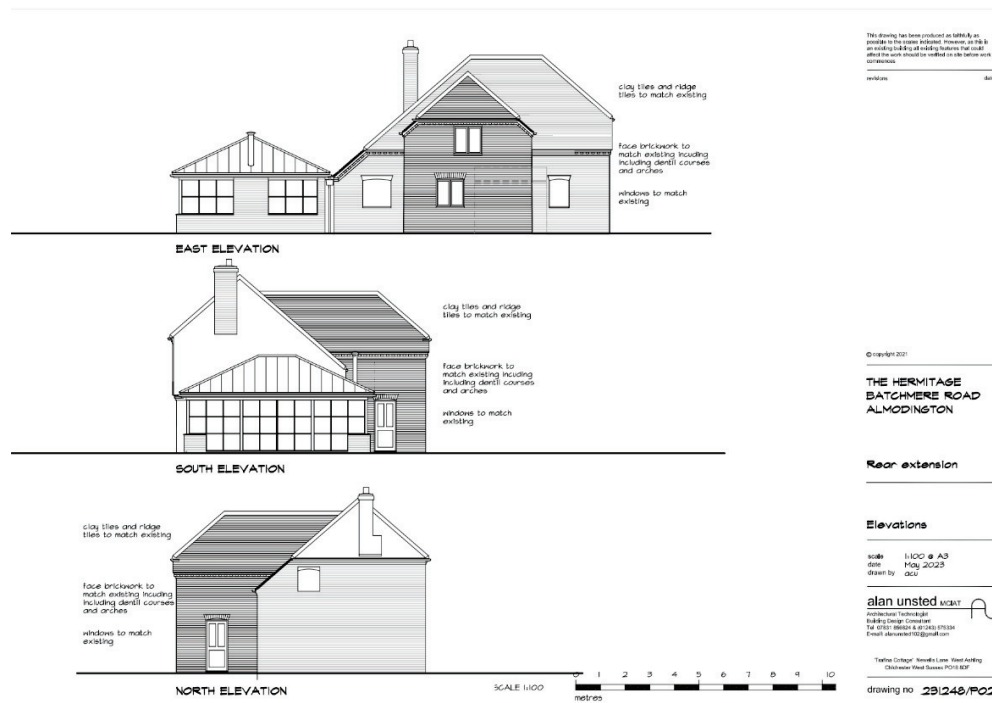 This drawing has been produced as faithfully as
possible to the scales indicated. However, as this is
an existing building all existing features that could
affect the work should be verified on site before work
commences
revisions
clay tiles and ridge
tiles to match existing
face brickwork to
match existing incuding
including dentil courses
and arches
windows to match
existing
EAST ELEVATION
clay tiles and ridge
tiles to match existing
face brickwork to
match existing incuding
including dentil courses
and arches
windows to match
existing
SOUTH ELEVATION
clay tiles and ridge
tiles to match existing
face brickwork to
match existing incuding
including dentil courses
and arches
windows to match
existing
NORTH ELEVATION
SCALE 1:100
0 1 2 3 4 5 6 7 8 9 10
metres
© copyright 2021
THE HERMITAGE
BATCHMERE ROAD
ALMODINGTON
Rear extension
Elevations
scale 1:100 @ A3
date May 2023
drawn by acu
alan unsted MCIAT
Architectural Technologist
Building Design Consultant
West Ashling
Chichester West Sussex
drawing no 231248/P02